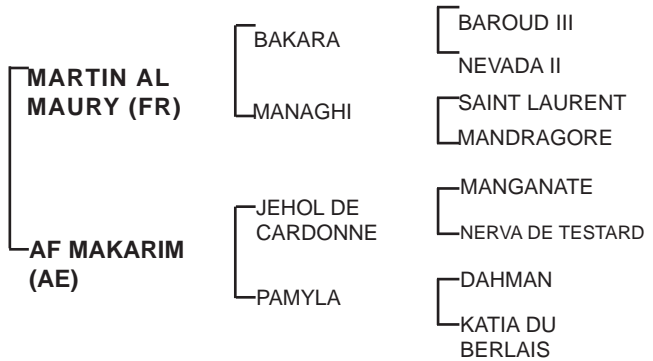 MARTIN AL
MAURY (FR)
BAKARA
BAROUD III
NEVADA II
MANAGHI
SAINT LAURENT
MANDRAGORE
AF MAKARIM
(AE)
JEHOL DE
CARDONNE
MANGANATE
NERVA DE TESTARD
PAMYLA
DAHMAN
KATIA DU
BERLAIS